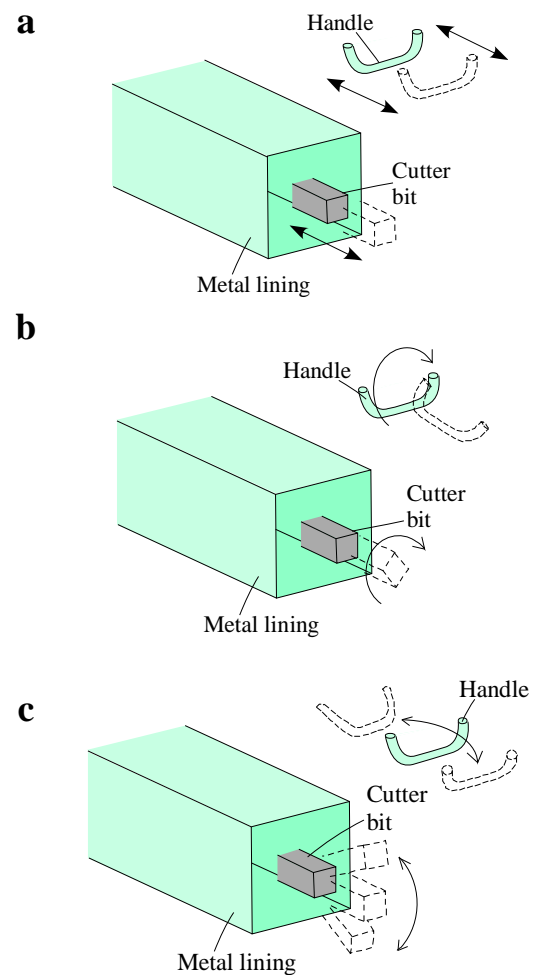 a
Handle
Cutter
bit
Metal lining
b
Handle
Cutter
bit
Metal lining
c
Handle
Cutter
bit
Metal lining